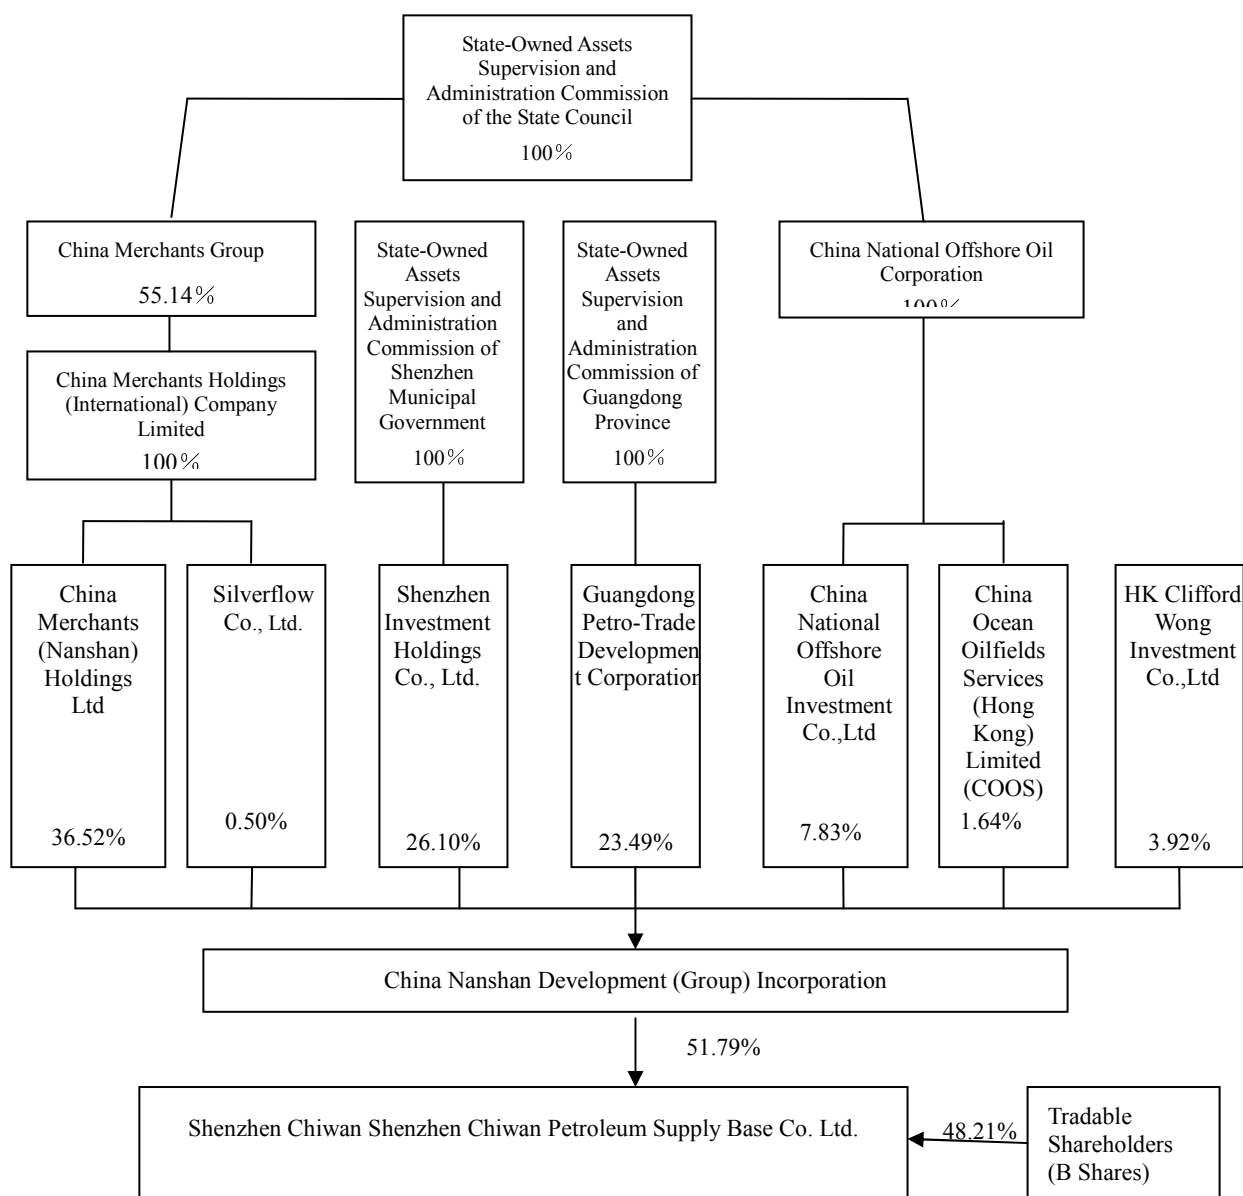 State-Owned Assets
Supervision and
Administration Commission
of the State Council
100%
China Merchants Group
55.14%
State-Owned
Assets
Supervision and
Administration
Commission of
Shenzhen
Municipal
Government
100%
State-Owned
Assets
Supervision
and
Administration
Commission of
Guangdong
Province
100%
China National Offshore Oil
Corporation
100%
China Merchants Holdings
(International) Company
Limited
100%
China
Merchants
(Nanshan)
Holdings
Ltd
36.52%
Silverflow
Co., Ltd.
0.50%
Shenzhen
Investment
Holdings
Co., Ltd.
26.10%
Guangdong
Petro-Trade
Developmen
t Corporation
23.49%
China
National
Offshore
Oil
Investment
Co.,Ltd
7.83%
China
Ocean
Oilfields
Services
(Hong
Kong)
Limited
(COOS)
1.64%
HK Clifford
Wong
Investment
Co.,Ltd
3.92%
China Nanshan Development (Group) Incorporation
51.79%
Shenzhen Chiwan Shenzhen Chiwan Petroleum Supply Base Co. Ltd.
48.21%
Tradable
Shareholders
(B Shares)